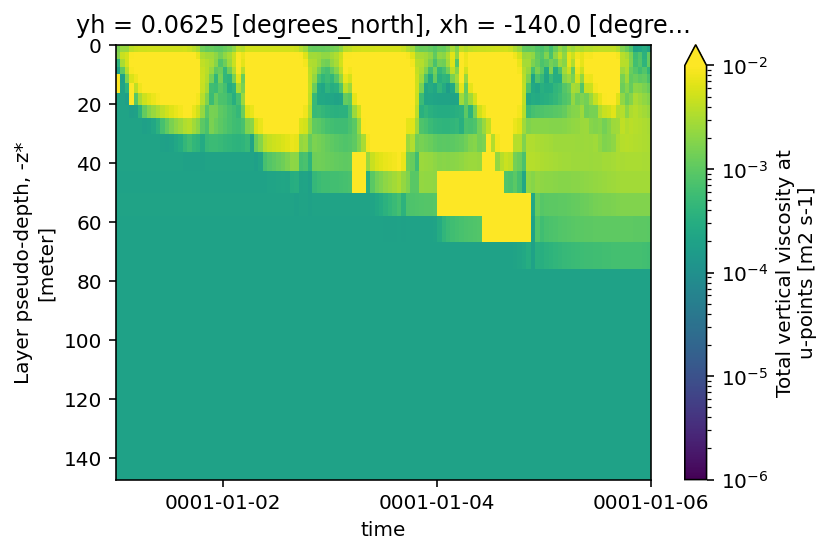 yh = 0.0625 [degrees_north], xh = -140.0 [degre...
0
20
40
60
80
100
120
140
Layer pseudo-depth, -z*
[meter]
0001-01-02
0001-01-04
0001-01-06
time
10⁻²
10⁻³
10⁻⁴
10⁻⁵
10⁻⁶
Total vertical viscosity at
u-points [m2 s-1]